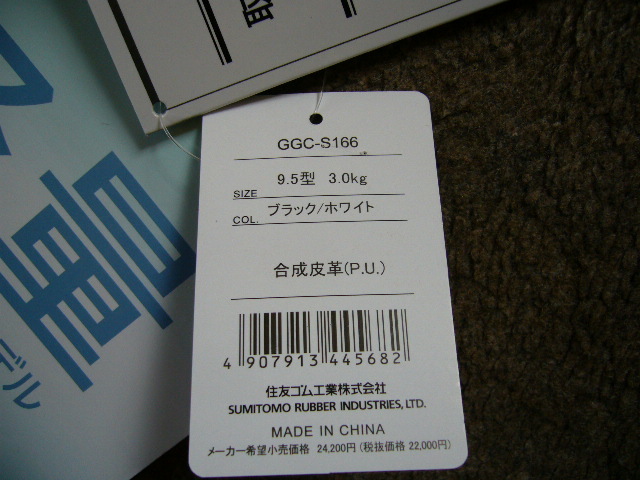 GGC-S166
SIZE 9.5型 3.0kg
COL. ブラック/ホワイト
合成皮革(P.U.)
4 907913 445682
住友ゴム工業株式会社
SUMITOMO RUBBER INDUSTRIES, LTD.
MADE IN CHINA
メーカー希望小売価格 24,200円 (税抜価格 22,000円)
量
デル